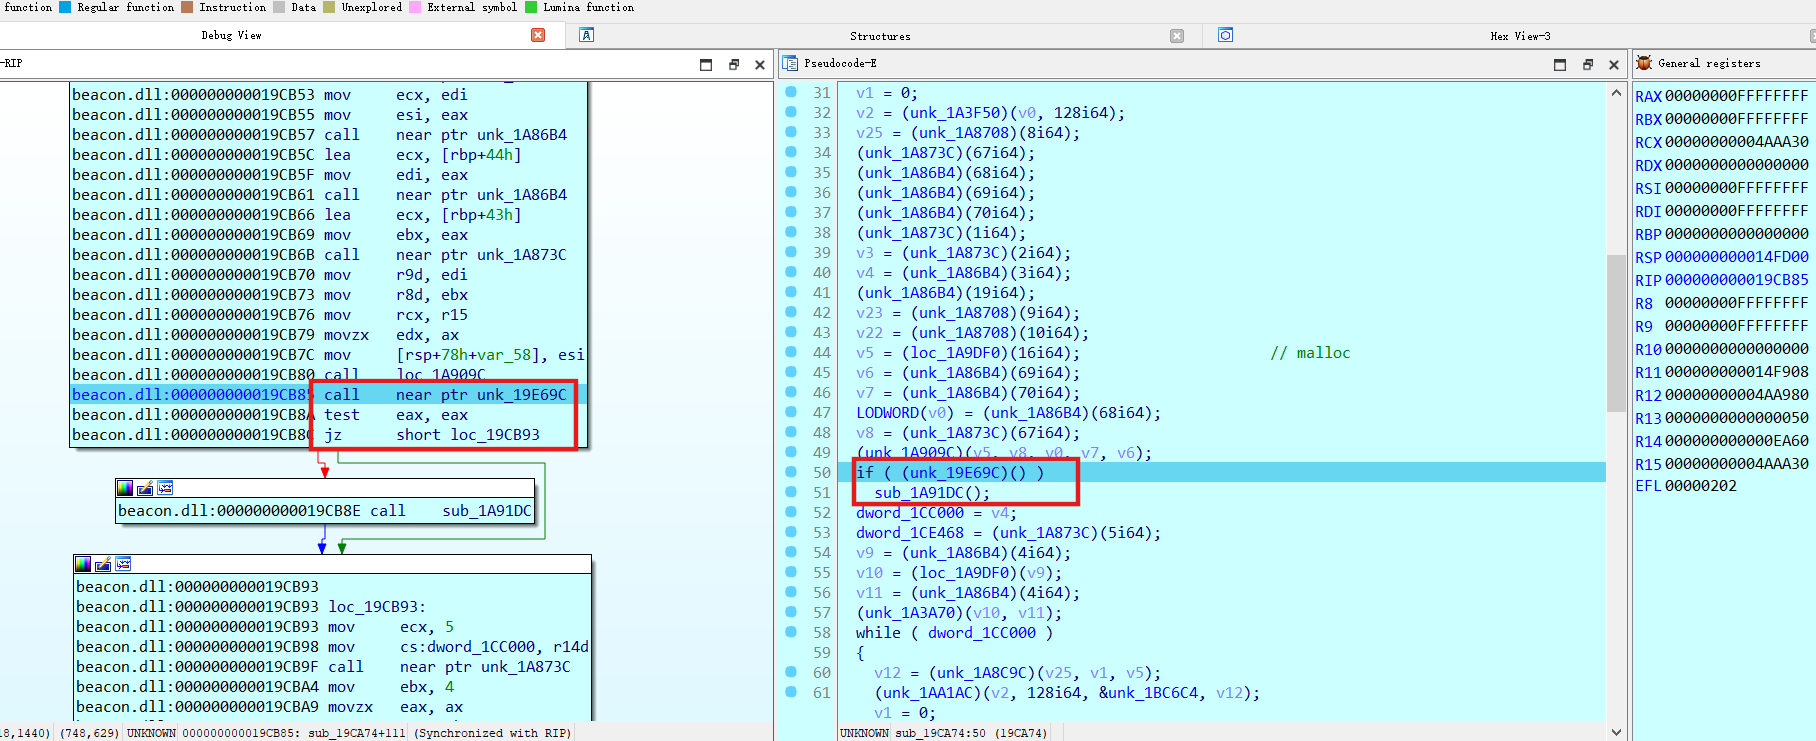 function Regular function Instruction Data Unexplored External symbol Lumina function
Debug View Structures Hex View-3
-RIP
beacon.dll:000000000019CB53 mov ecx, edi
beacon.dll:000000000019CB55 mov esi, eax
beacon.dll:000000000019CB57 call near ptr unk_1A86B4
beacon.dll:000000000019CB5C lea ecx, [rbp+44h]
beacon.dll:000000000019CB5F mov edi, eax
beacon.dll:000000000019CB61 call near ptr unk_1A86B4
beacon.dll:000000000019CB66 lea ecx, [rbp+43h]
beacon.dll:000000000019CB69 mov ebx, eax
beacon.dll:000000000019CB6B call near ptr unk_1A873C
beacon.dll:000000000019CB70 mov r9d, edi
beacon.dll:000000000019CB73 mov r8d, ebx
beacon.dll:000000000019CB76 mov rcx, r15
beacon.dll:000000000019CB79 movzx edx, ax
beacon.dll:000000000019CB7C mov [rsp+78h+var_58], esi
beacon.dll:000000000019CB80 call loc_1A909C
beacon.dll:000000000019CB85 call near ptr unk_19E69C
beacon.dll:000000000019CB8A test eax, eax
beacon.dll:000000000019CB8C jz short loc_19CB93
beacon.dll:000000000019CB8E call sub_1A91DC
beacon.dll:000000000019CB93
beacon.dll:000000000019CB93 loc_19CB93:
beacon.dll:000000000019CB93 mov ecx, 5
beacon.dll:000000000019CB98 mov cs:dword_1CC000, r14d
beacon.dll:000000000019CB9F call near ptr unk_1A873C
beacon.dll:000000000019CBA4 mov ebx, 4
beacon.dll:000000000019CBA9 movzx eax, ax
18,1440) (748,629) UNKNOWN 000000000019CB85: sub_19CA74+111 (Synchronized with RIP)
Pseudocode-E
31 v1 = 0;
32 v2 = (unk_1A3F50)(v0, 128i64);
33 v25 = (unk_1A8708)(8i64);
34 (unk_1A873C)(67i64);
35 (unk_1A86B4)(68i64);
36 (unk_1A86B4)(69i64);
37 (unk_1A86B4)(70i64);
38 (unk_1A873C)(1i64);
39 v3 = (unk_1A873C)(2i64);
40 v4 = (unk_1A86B4)(3i64);
41 (unk_1A86B4)(19i64);
42 v23 = (unk_1A8708)(9i64);
43 v22 = (unk_1A8708)(10i64);
44 v5 = (loc_1A9DF0)(16i64); // malloc
45 v6 = (unk_1A86B4)(69i64);
46 v7 = (unk_1A86B4)(70i64);
47 LODWORD(v0) = (unk_1A86B4)(68i64);
48 v8 = (unk_1A873C)(67i64);
49 (unk_1A909C)(v5, v8, v0, v7, v6);
50 if ( (unk_19E69C)() )
51 sub_1A91DC();
52 dword_1CC000 = v4;
53 dword_1CE468 = (unk_1A873C)(5i64);
54 v9 = (unk_1A86B4)(4i64);
55 v10 = (loc_1A9DF0)(v9);
56 v11 = (unk_1A86B4)(4i64);
57 (unk_1A3A70)(v10, v11);
58 while ( dword_1CC000 )
59 {
60 v12 = (unk_1A8C9C)(v25, v1, v5);
61 (unk_1AA1AC)(v2, 128i64, &unk_1BC6C4, v12);
v1 = 0;
UNKNOWN sub_19CA74:50 (19CA74)
General registers
RAX 00000000FFFFFFFF
RBX 00000000FFFFFFFF
RCX 00000000004AAA30
RDX 0000000000000000
RSI 00000000FFFFFFFF
RDI 00000000FFFFFFFF
RBP 0000000000000000
RSP 000000000014FD00
RIP 000000000019CB85
R8 00000000FFFFFFFF
R9 00000000FFFFFFFF
R10 0000000000000000
R11 000000000014F908
R12 00000000004AA980
R13 0000000000000050
R14 000000000000EA60
R15 00000000004AAA30
EFL 00000202